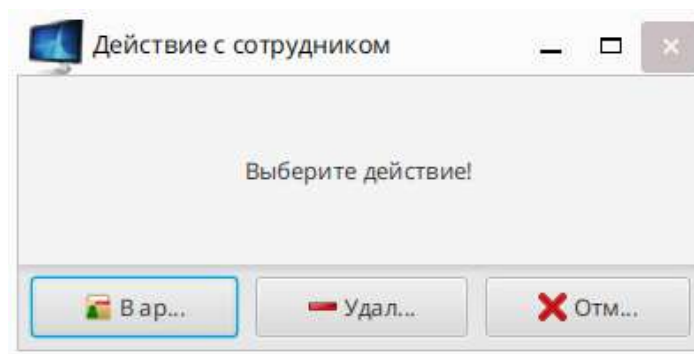 Действие с сотрудником
Выберите действие!
В ар... Удал... Отм...